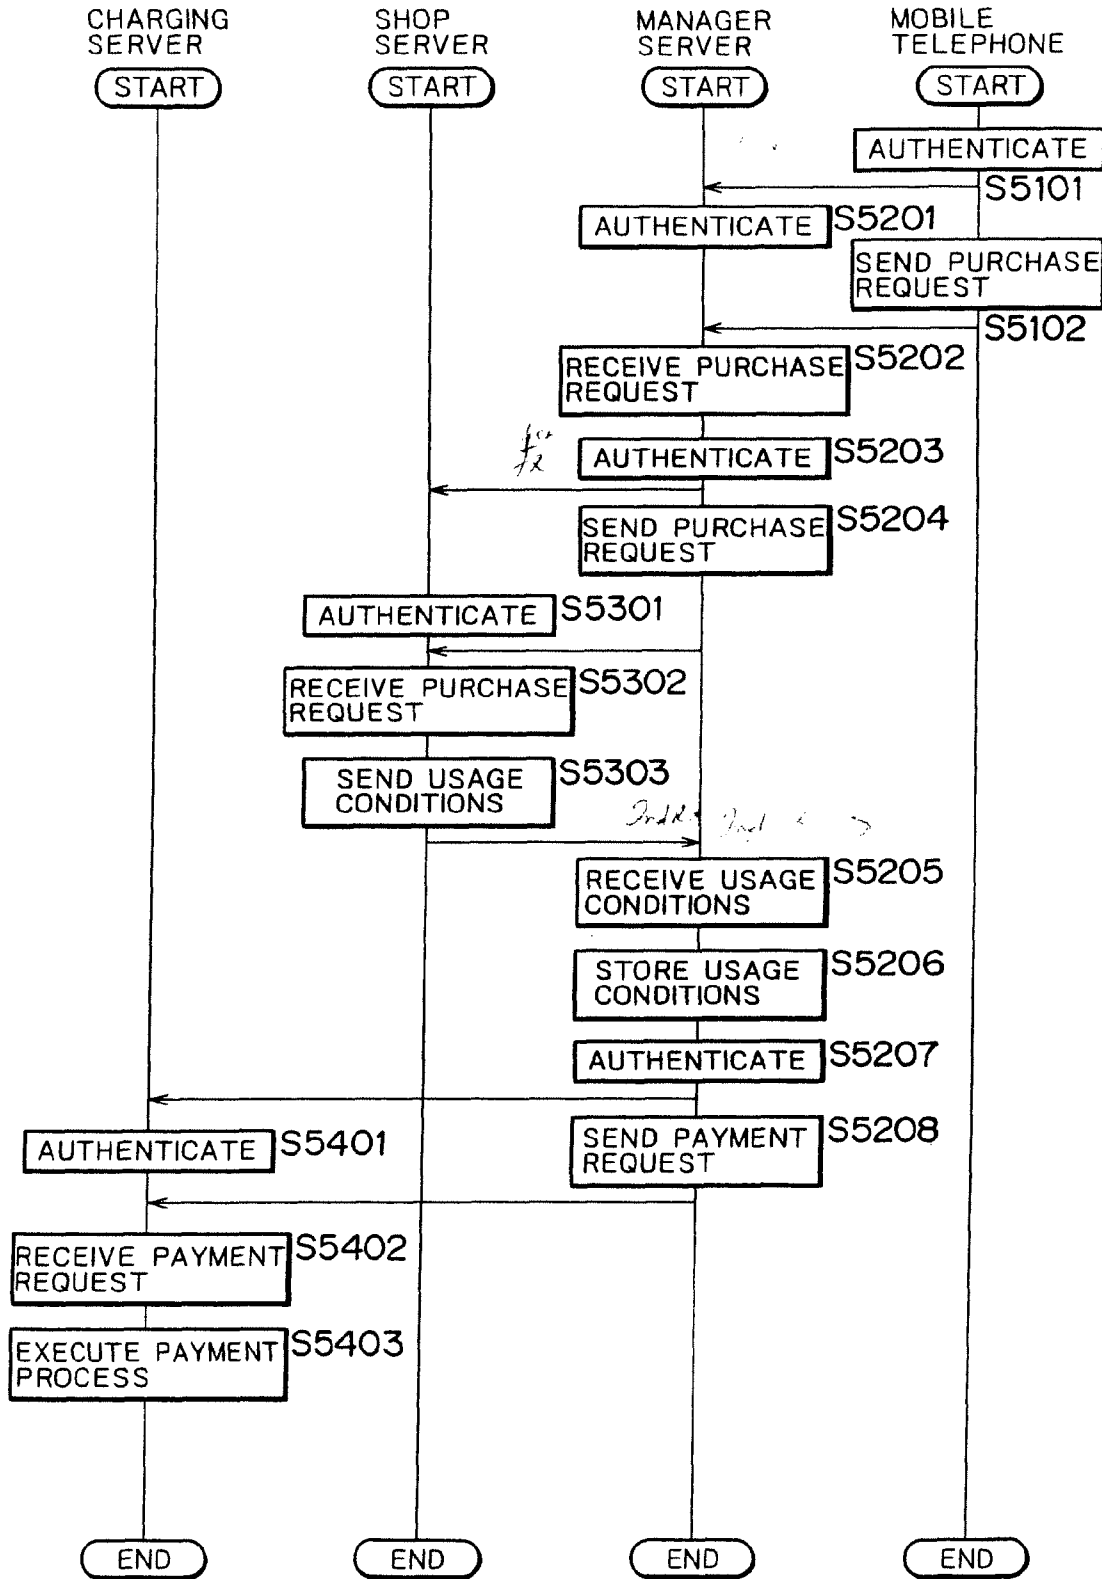 CHARGING
SERVER
SHOP
SERVER
MANAGER
SERVER
MOBILE
TELEPHONE
START
START
START
START
AUTHENTICATE
S5101
AUTHENTICATE
S5201
SEND PURCHASE
REQUEST
S5102
RECEIVE PURCHASE
REQUEST
S5202
AUTHENTICATE
S5203
SEND PURCHASE
REQUEST
S5204
AUTHENTICATE
S5301
RECEIVE PURCHASE
REQUEST
S5302
SEND USAGE
CONDITIONS
S5303
RECEIVE USAGE
CONDITIONS
S5205
STORE USAGE
CONDITIONS
S5206
AUTHENTICATE
S5207
AUTHENTICATE
S5401
SEND PAYMENT
REQUEST
S5208
RECEIVE PAYMENT
REQUEST
S5402
EXECUTE PAYMENT
PROCESS
S5403
END
END
END
END